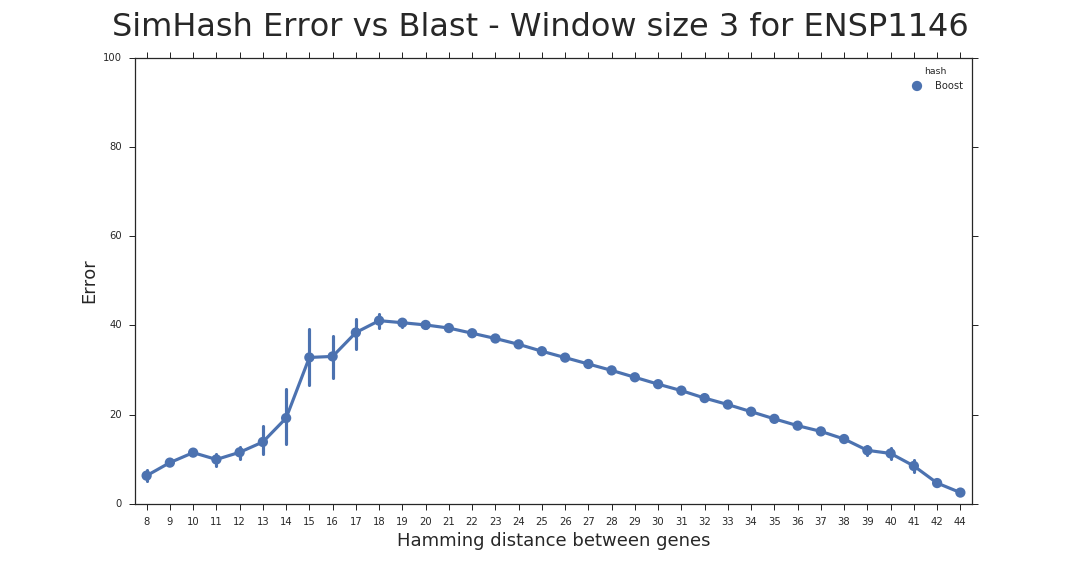 SimHash Error vs Blast - Window size 3 for ENSP1146
hash
Boost
100
80
60
40
20
0
Error
8 9 10 11 12 13 14 15 16 17 18 19 20 21 22 23 24 25 26 27 28 29 30 31 32 33 34 35 36 37 38 39 40 41 42 44
Hamming distance between genes